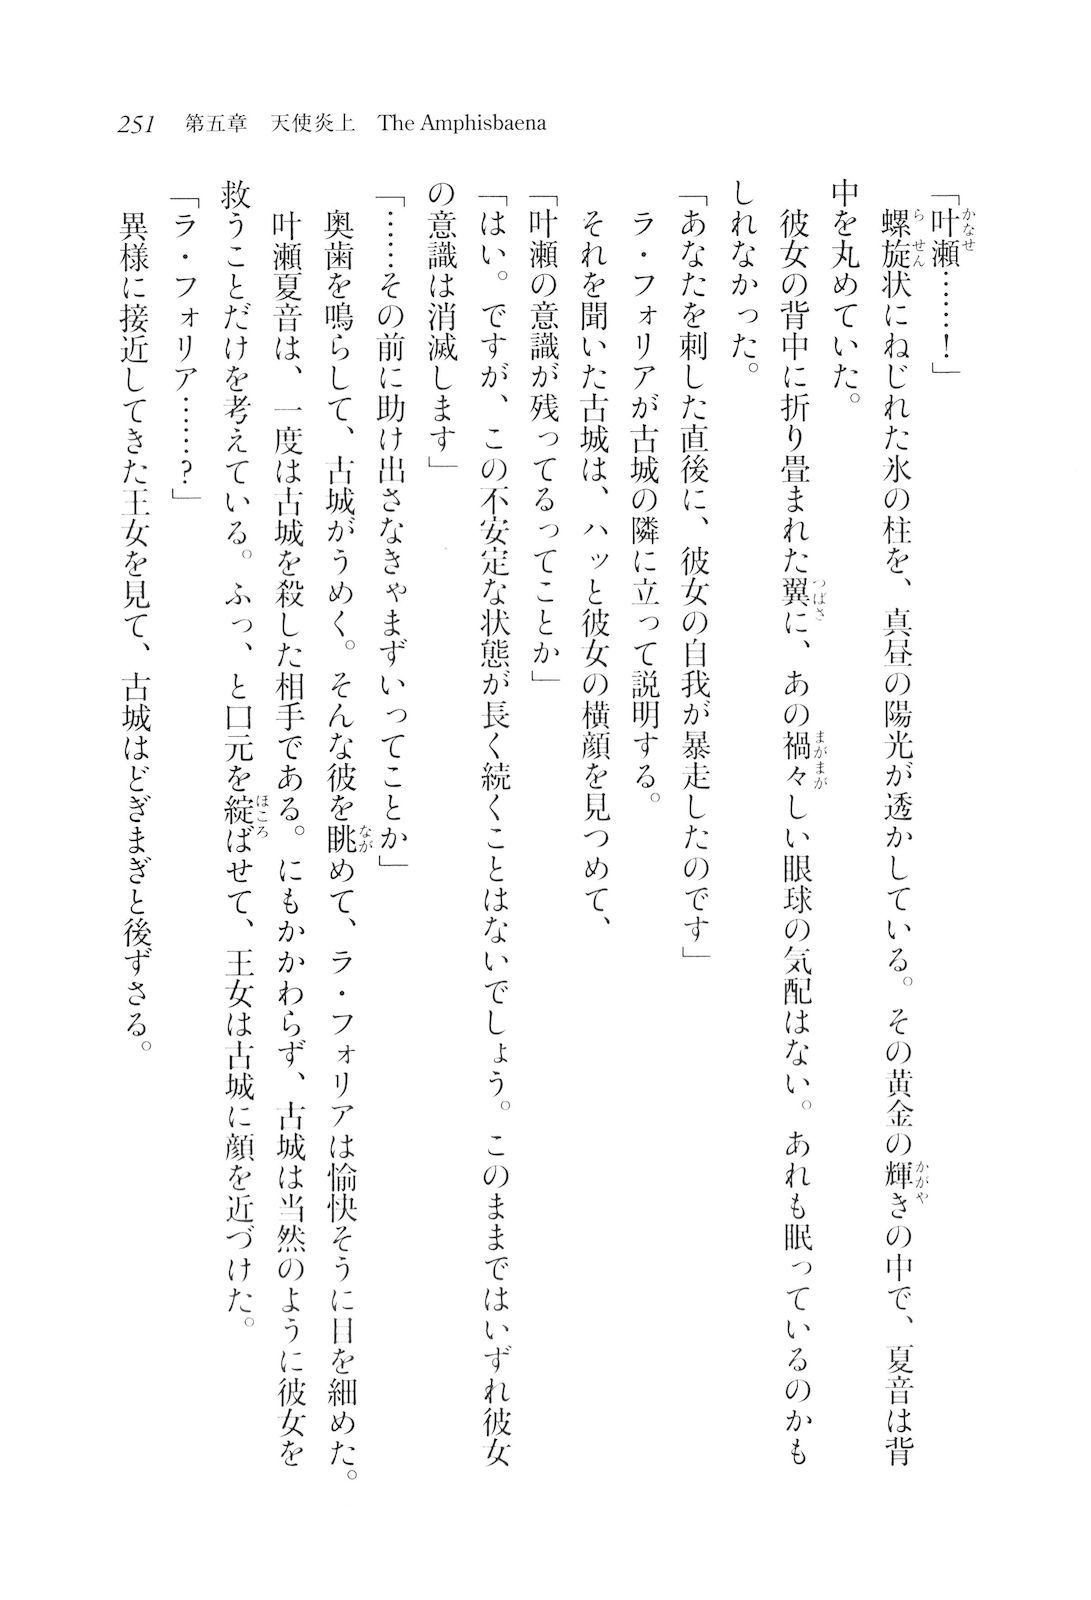 251　第五章　天使炎上　The Amphisbaena
「叶瀬……！」
　螺旋状にねじれた氷の柱を、真昼の陽光が透かしている。その黄金の輝きの中で、夏音は背
中を丸めていた。
　彼女の背中に折り畳まれた翼に、あの禍々しい眼球の気配はない。あれも眠っているのかも
しれなかった。
「あなたを刺した直後に、彼女の自我が暴走したのです」
　ラ・フォリアが古城の隣に立って説明する。
　それを聞いた古城は、ハッと彼女の横顔を見つめて、
「叶瀬の意識が残ってるってことか」
「はい。ですが、この不安定な状態が長く続くことはないでしょう。このままではいずれ彼女
の意識は消滅します」
「……その前に助け出さなきゃまずいってことか」
　奥歯を鳴らして、古城がうめく。そんな彼を眺めて、ラ・フォリアは愉快そうに目を細めた。
　叶瀬夏音は、一度は古城を殺した相手である。にもかかわらず、古城は当然のように彼女を
救うことだけを考えている。ふっ、と口元を綻ばせて、王女は古城に顔を近づけた。
「ラ・フォリア……？」
　異様に接近してきた王女を見て、古城はどぎまぎと後ずさる。